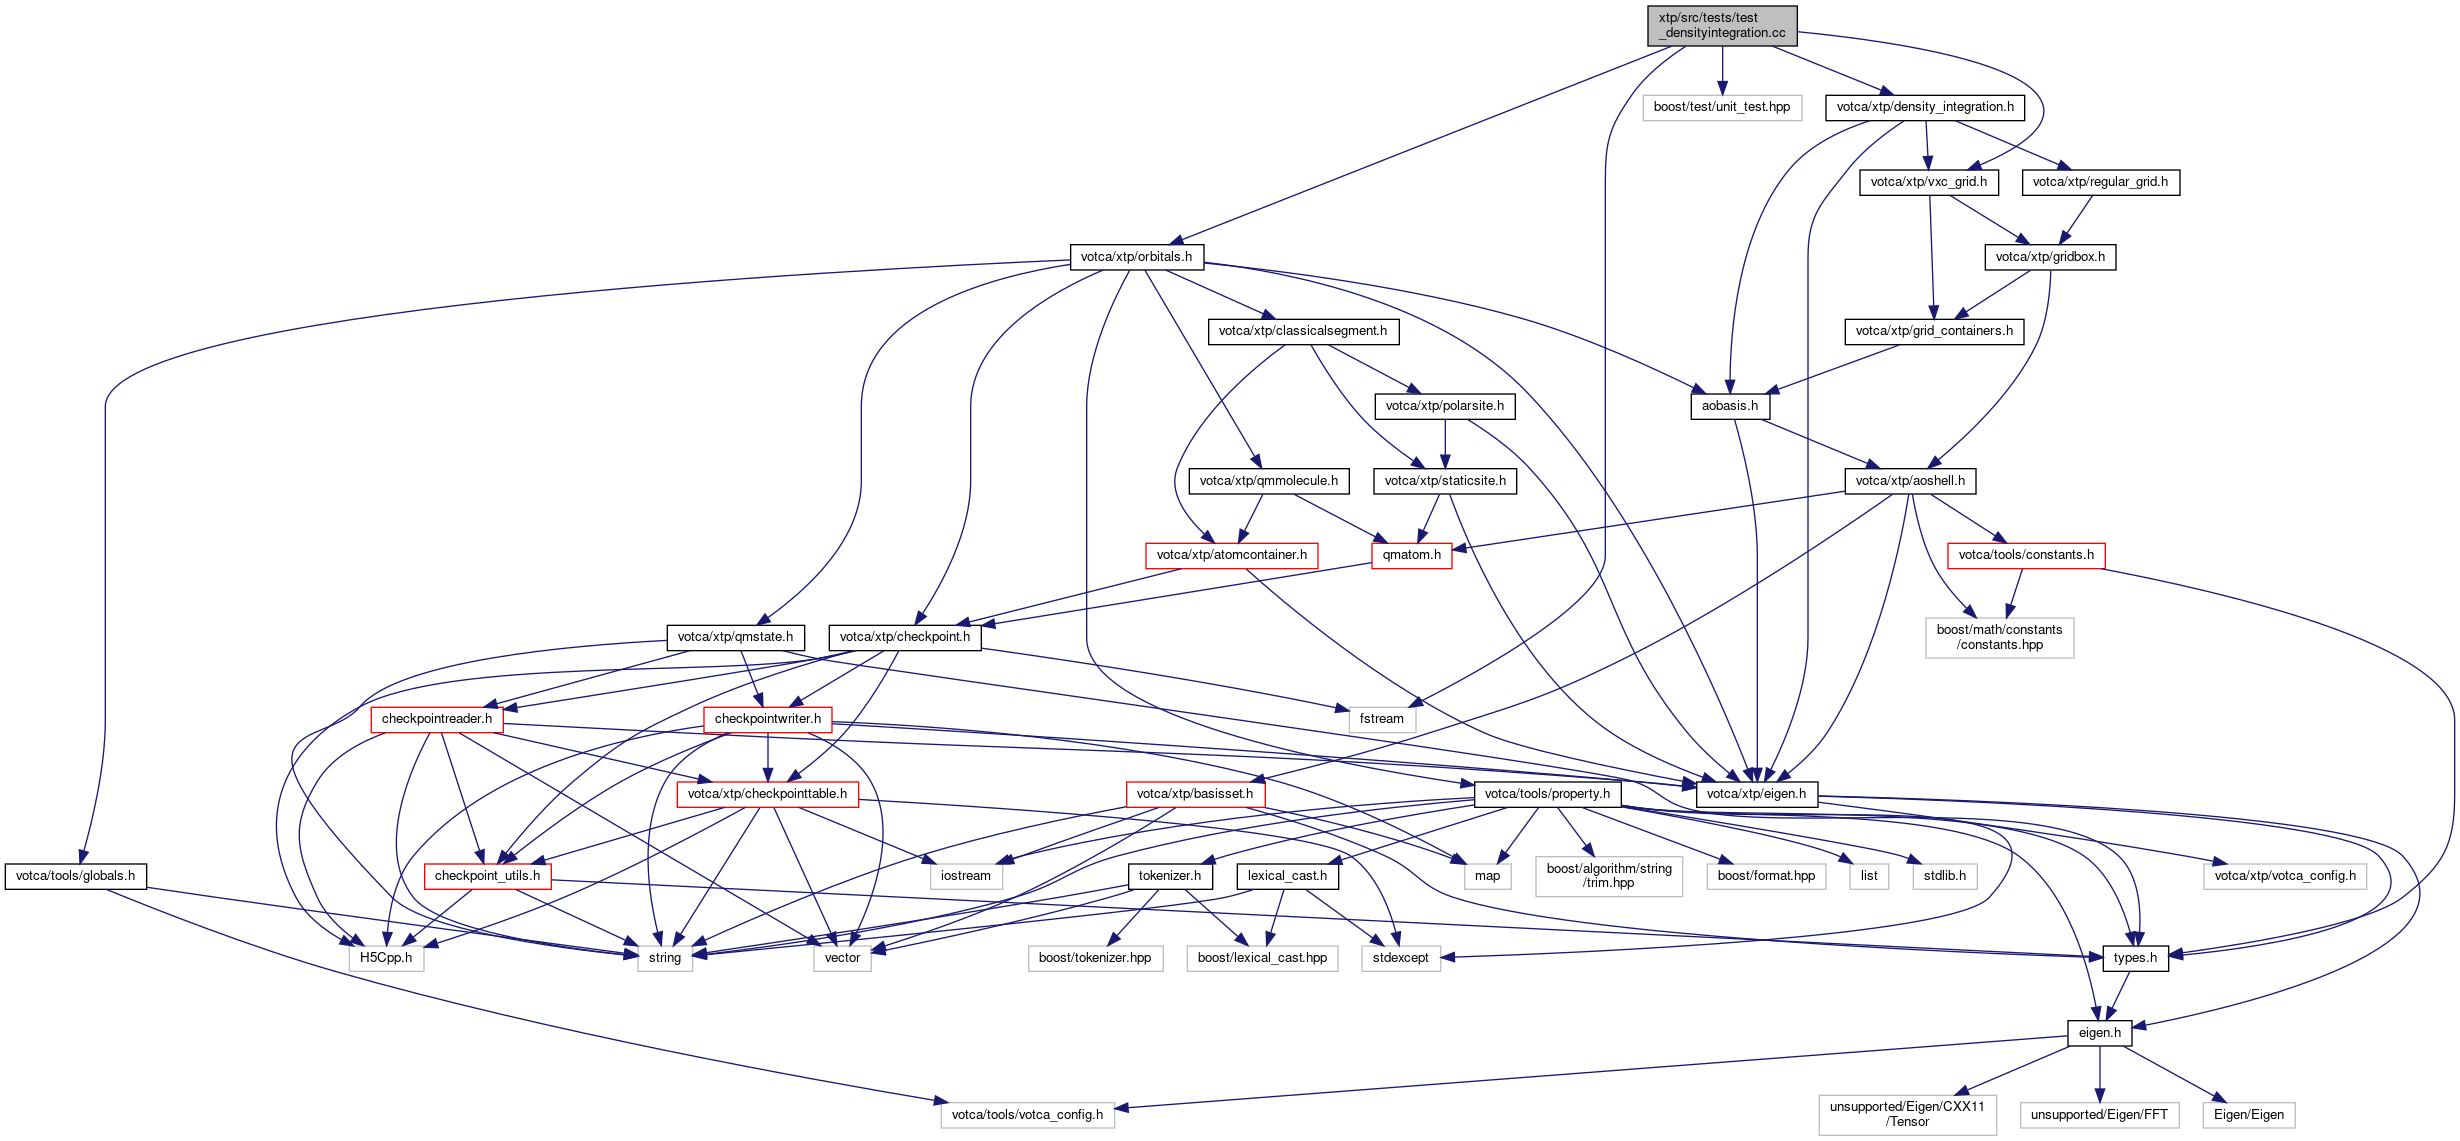 xtp/src/tests/test
_densityintegration.cc
boost/test/unit_test.hpp
votca/xtp/density_integration.h
votca/xtp/vxc_grid.h
votca/xtp/regular_grid.h
votca/xtp/orbitals.h
votca/xtp/gridbox.h
votca/xtp/classicalsegment.h
votca/xtp/grid_containers.h
votca/xtp/polarsite.h
aobasis.h
votca/xtp/qmmolecule.h
votca/xtp/staticsite.h
votca/xtp/aoshell.h
votca/xtp/atomcontainer.h
qmatom.h
votca/tools/constants.h
votca/xtp/qmstate.h
votca/xtp/checkpoint.h
boost/math/constants
/constants.hpp
checkpointreader.h
checkpointwriter.h
fstream
votca/xtp/checkpointtable.h
votca/xtp/basisset.h
votca/tools/property.h
votca/xtp/eigen.h
votca/tools/globals.h
checkpoint_utils.h
iostream
tokenizer.h
lexical_cast.h
map
boost/algorithm/string
/trim.hpp
boost/format.hpp
list
stdlib.h
votca/xtp/votca_config.h
H5Cpp.h
string
vector
boost/tokenizer.hpp
boost/lexical_cast.hpp
stdexcept
types.h
eigen.h
votca/tools/votca_config.h
unsupported/Eigen/CXX11
/Tensor
unsupported/Eigen/FFT
Eigen/Eigen